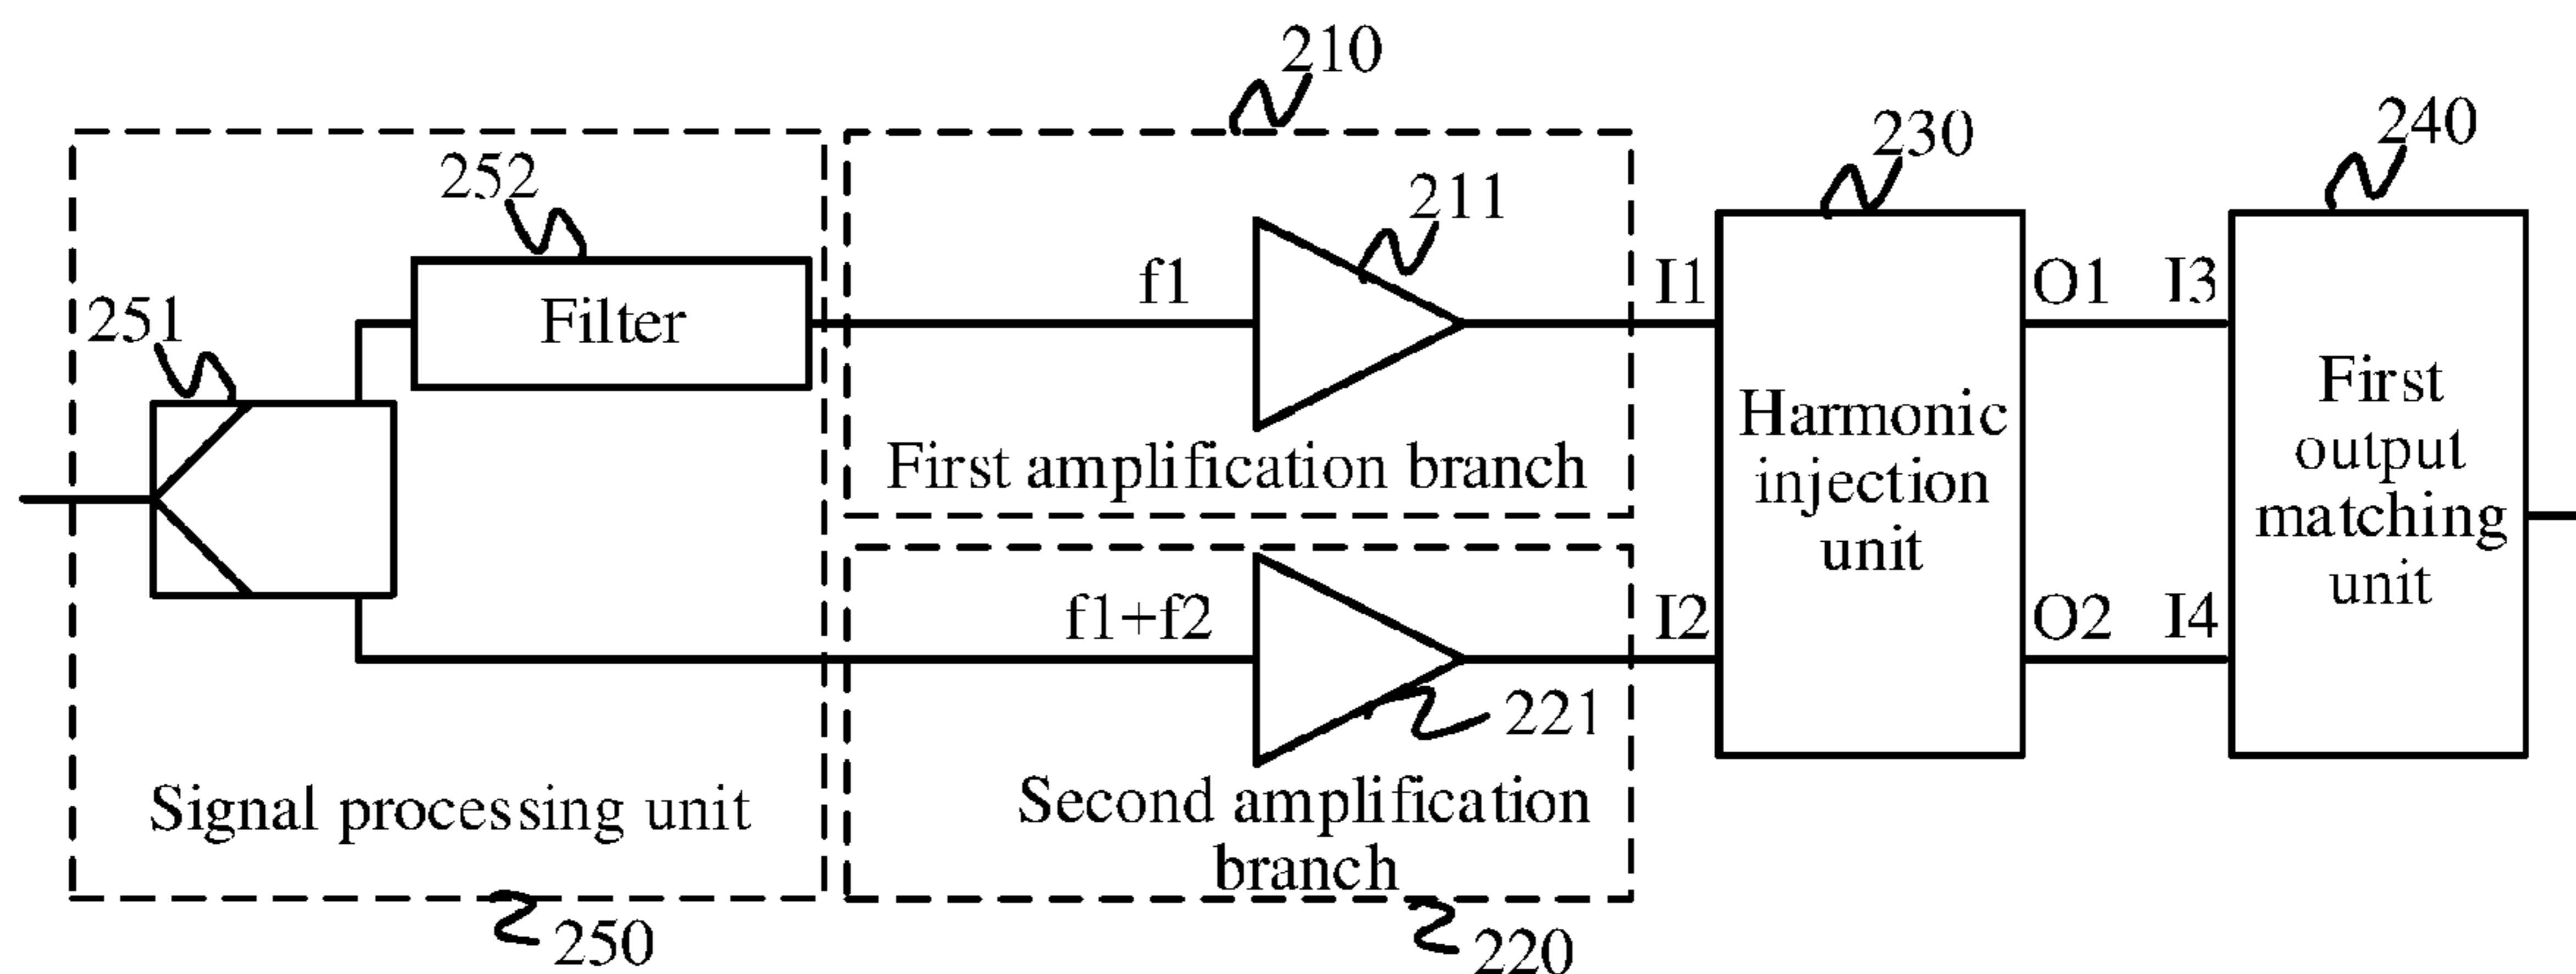 210
252
251
Filter
f1
211
I1
230
O1
I3
240
First amplification branch
Harmonic
injection
unit
First
output
matching
unit
f1+f2
I2
O2
I4
221
Second amplification
branch
Signal processing unit
250
220